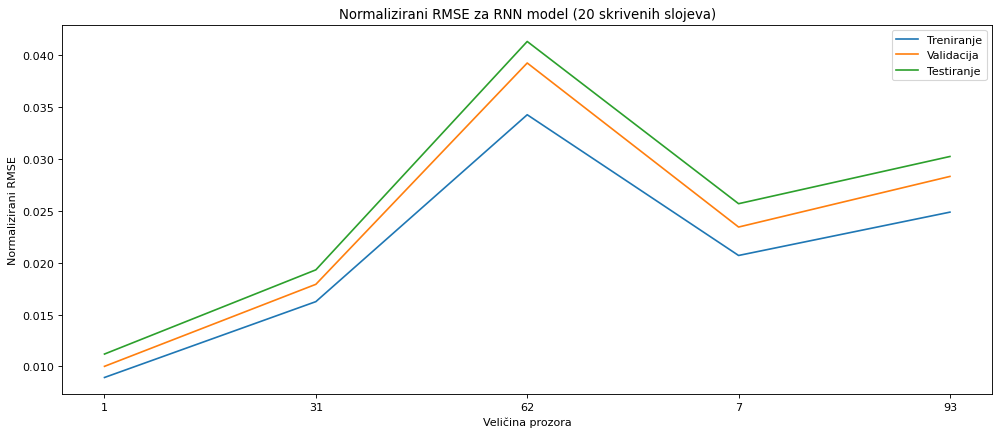 Normalizirani RMSE za RNN model (20 skrivenih slojeva)
Treniranje
Validacija
Testiranje
Normalizirani RMSE
0.040
0.035
0.030
0.025
0.020
0.015
0.010
1 31 62 7 93
Veličina prozora